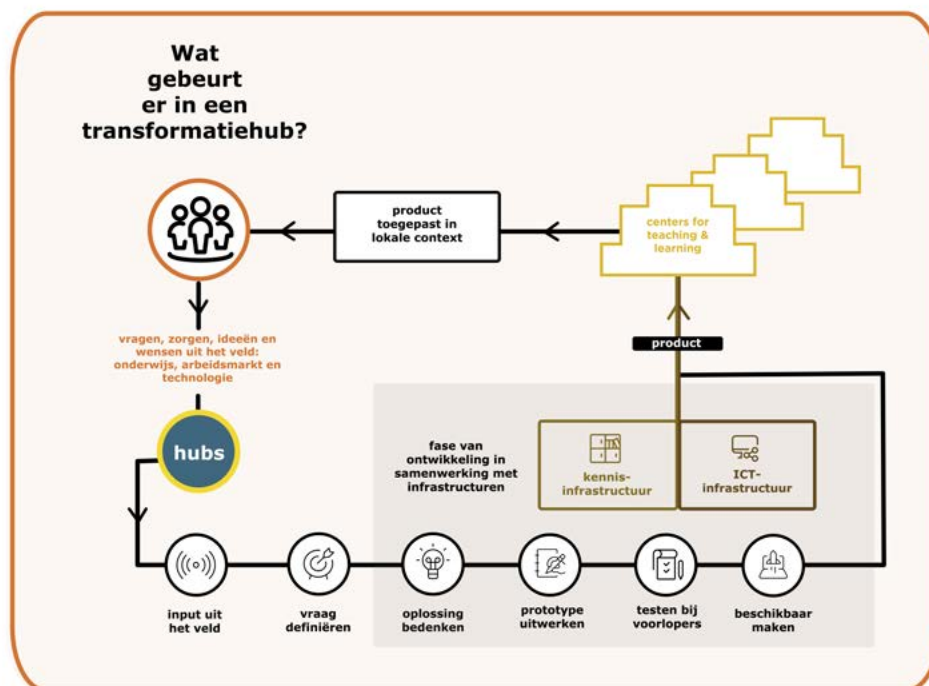 Wat
gebeurt
er in een
transformatiehub?
product
toegepast in
lokale context
centers for
teaching &
learning
vragen, zorgen, ideeën en
wensen uit het veld:
onderwijs, arbeidsmarkt en
technologie
product
hubs
fase van
ontwikkeling in
samenwerking met
infrastructuren
kennis-
infrastructuur
ICT-
infrastructuur
input uit
het veld
vraag
definiëren
oplossing
bedenken
prototype
uitwerken
testen bij
voorlopers
beschikbaar
maken